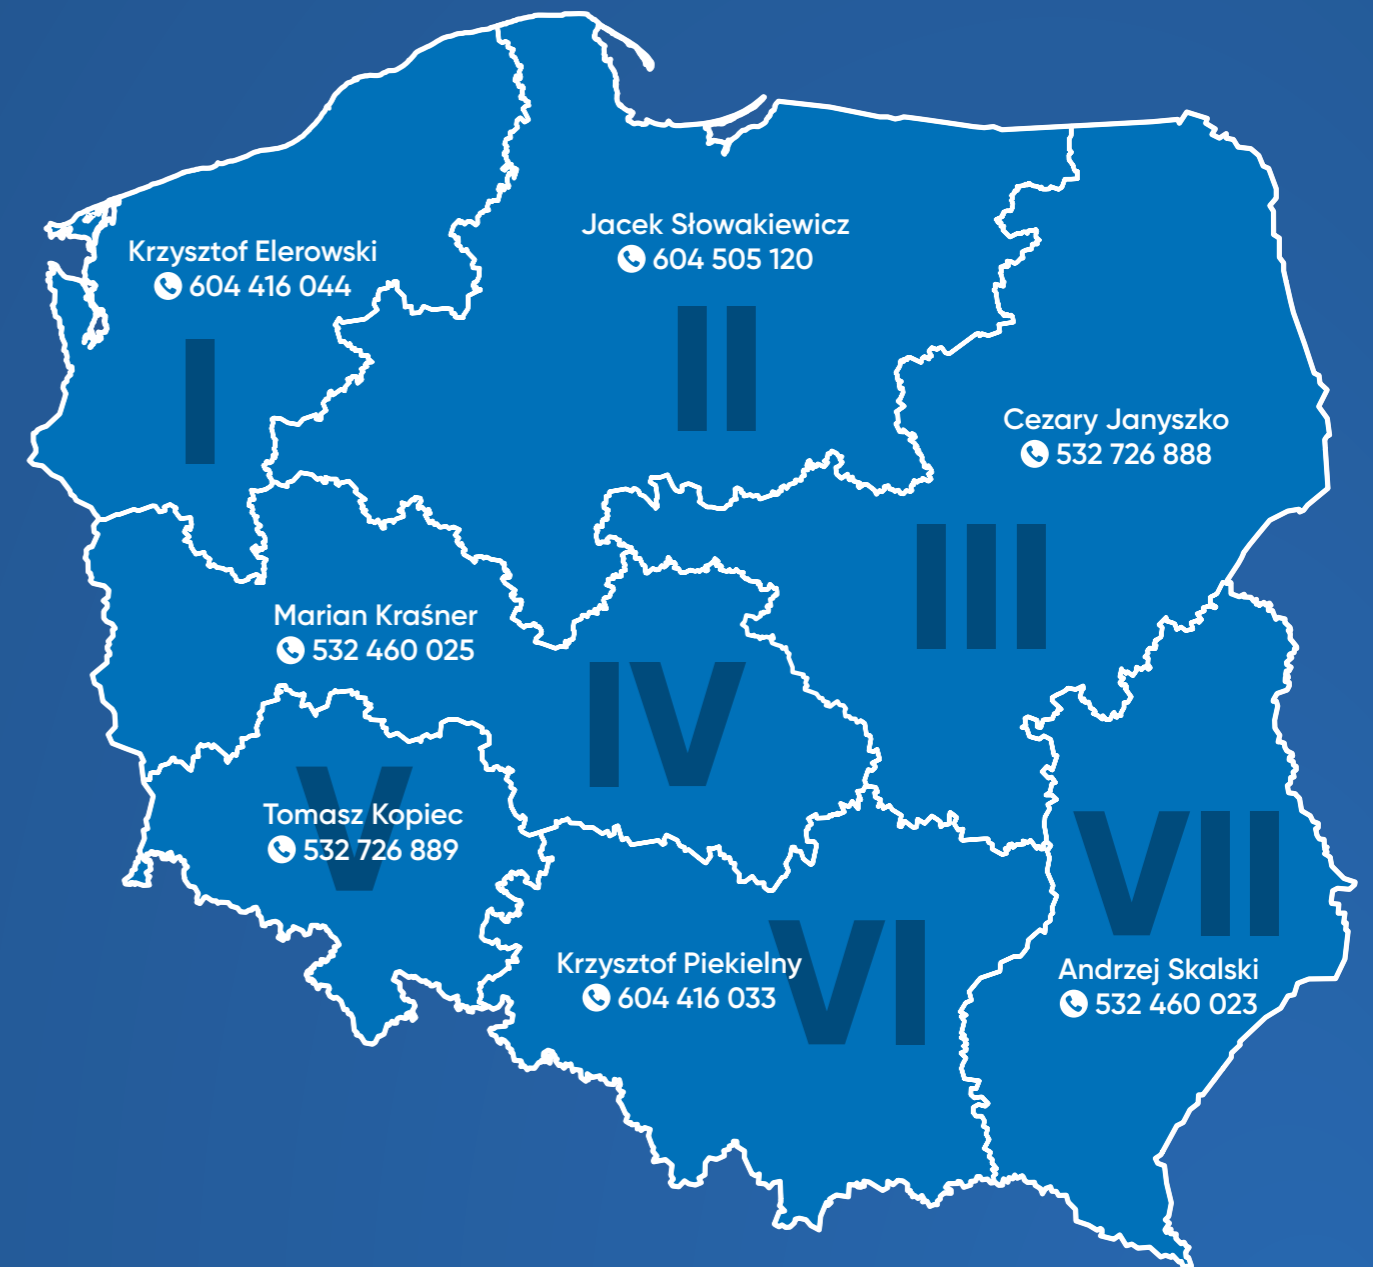 Krzysztof Elerowski
604 416 044
I
Jacek Słowakiewicz
604 505 120
II
Cezary Janyszko
532 726 888
III
Marian Kraśner
532 460 025
IV
Tomasz Kopiec
532 726 889
V
Krzysztof Piekielny
604 416 033
VI
VII
Andrzej Skalski
532 460 023